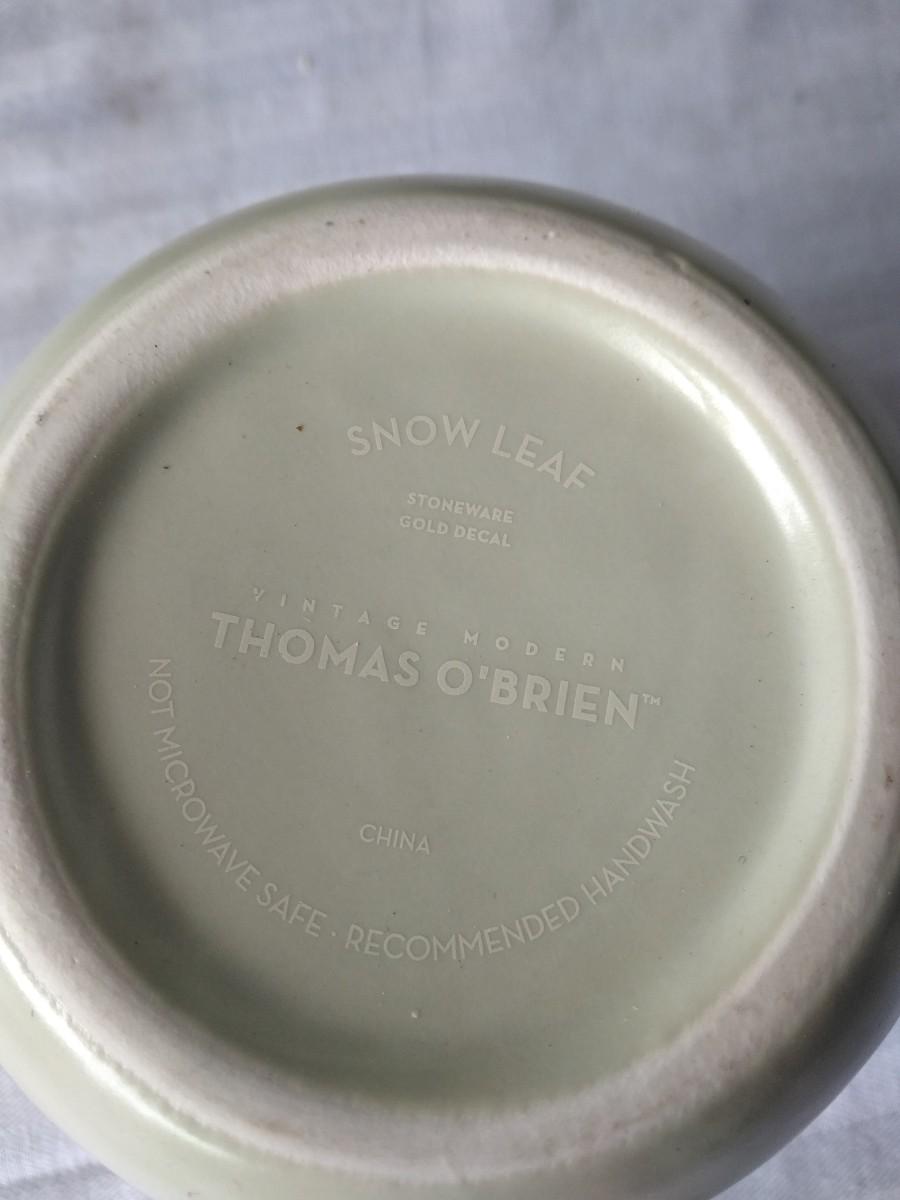 SNOW LEAF
STONEWARE
GOLD DECAL
VINTAGE MODERN
THOMAS O'BRIEN™
CHINA
NOT MICROWAVE SAFE · RECOMMENDED HANDWASH